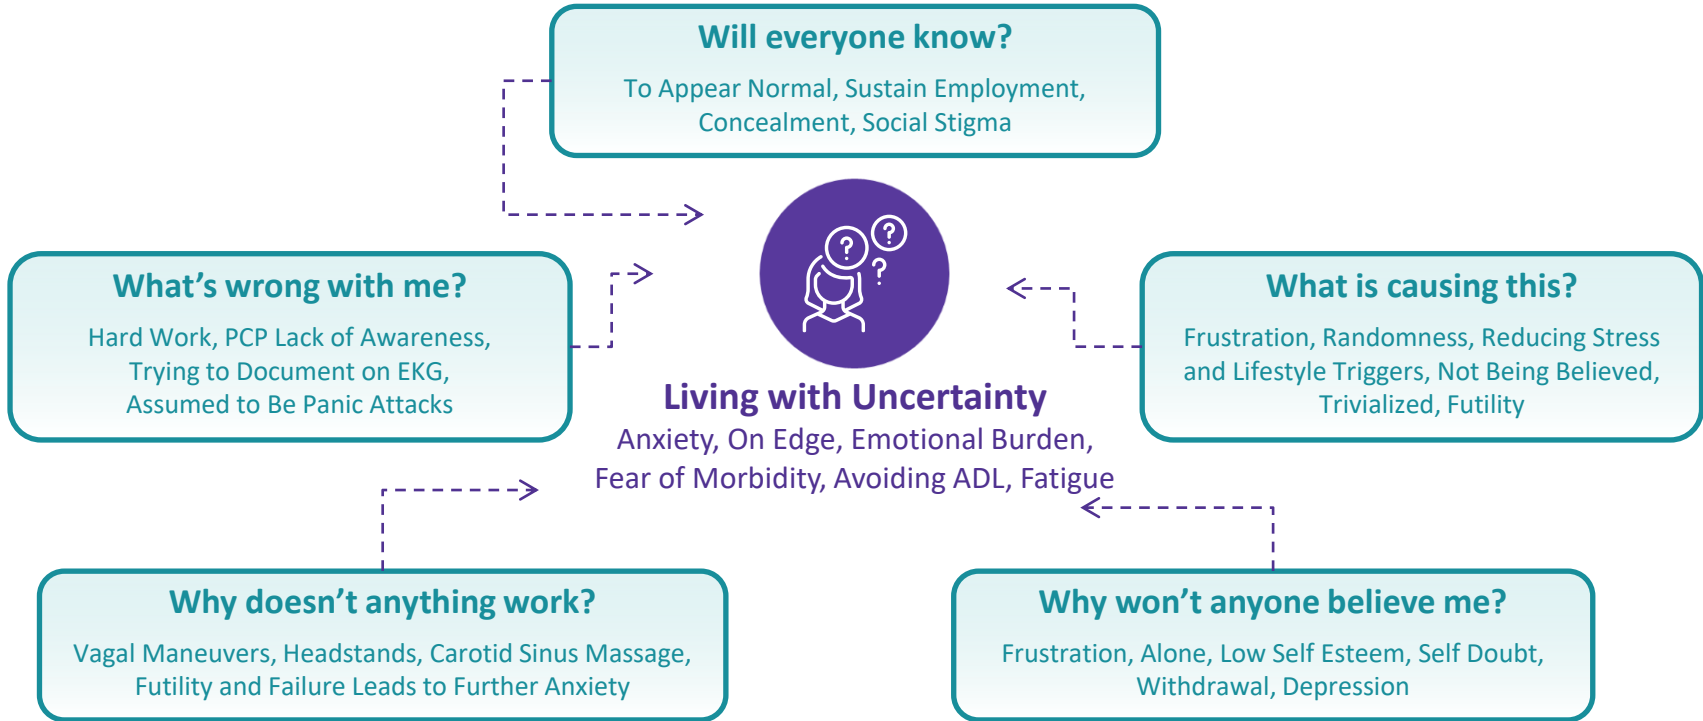 Will everyone know?
To Appear Normal, Sustain Employment,
Concealment, Social Stigma
? ? ?
What's wrong with me?
Hard Work, PCP Lack of Awareness,
Trying to Document on EKG,
Assumed to Be Panic Attacks
What is causing this?
Frustration, Randomness, Reducing Stress
and Lifestyle Triggers, Not Being Believed,
Trivialized, Futility
Living with Uncertainty
Anxiety, On Edge, Emotional Burden,
Fear of Morbidity, Avoiding ADL, Fatigue
Why doesn't anything work?
Vagal Maneuvers, Headstands, Carotid Sinus Massage,
Futility and Failure Leads to Further Anxiety
Why won't anyone believe me?
Frustration, Alone, Low Self Esteem, Self Doubt,
Withdrawal, Depression